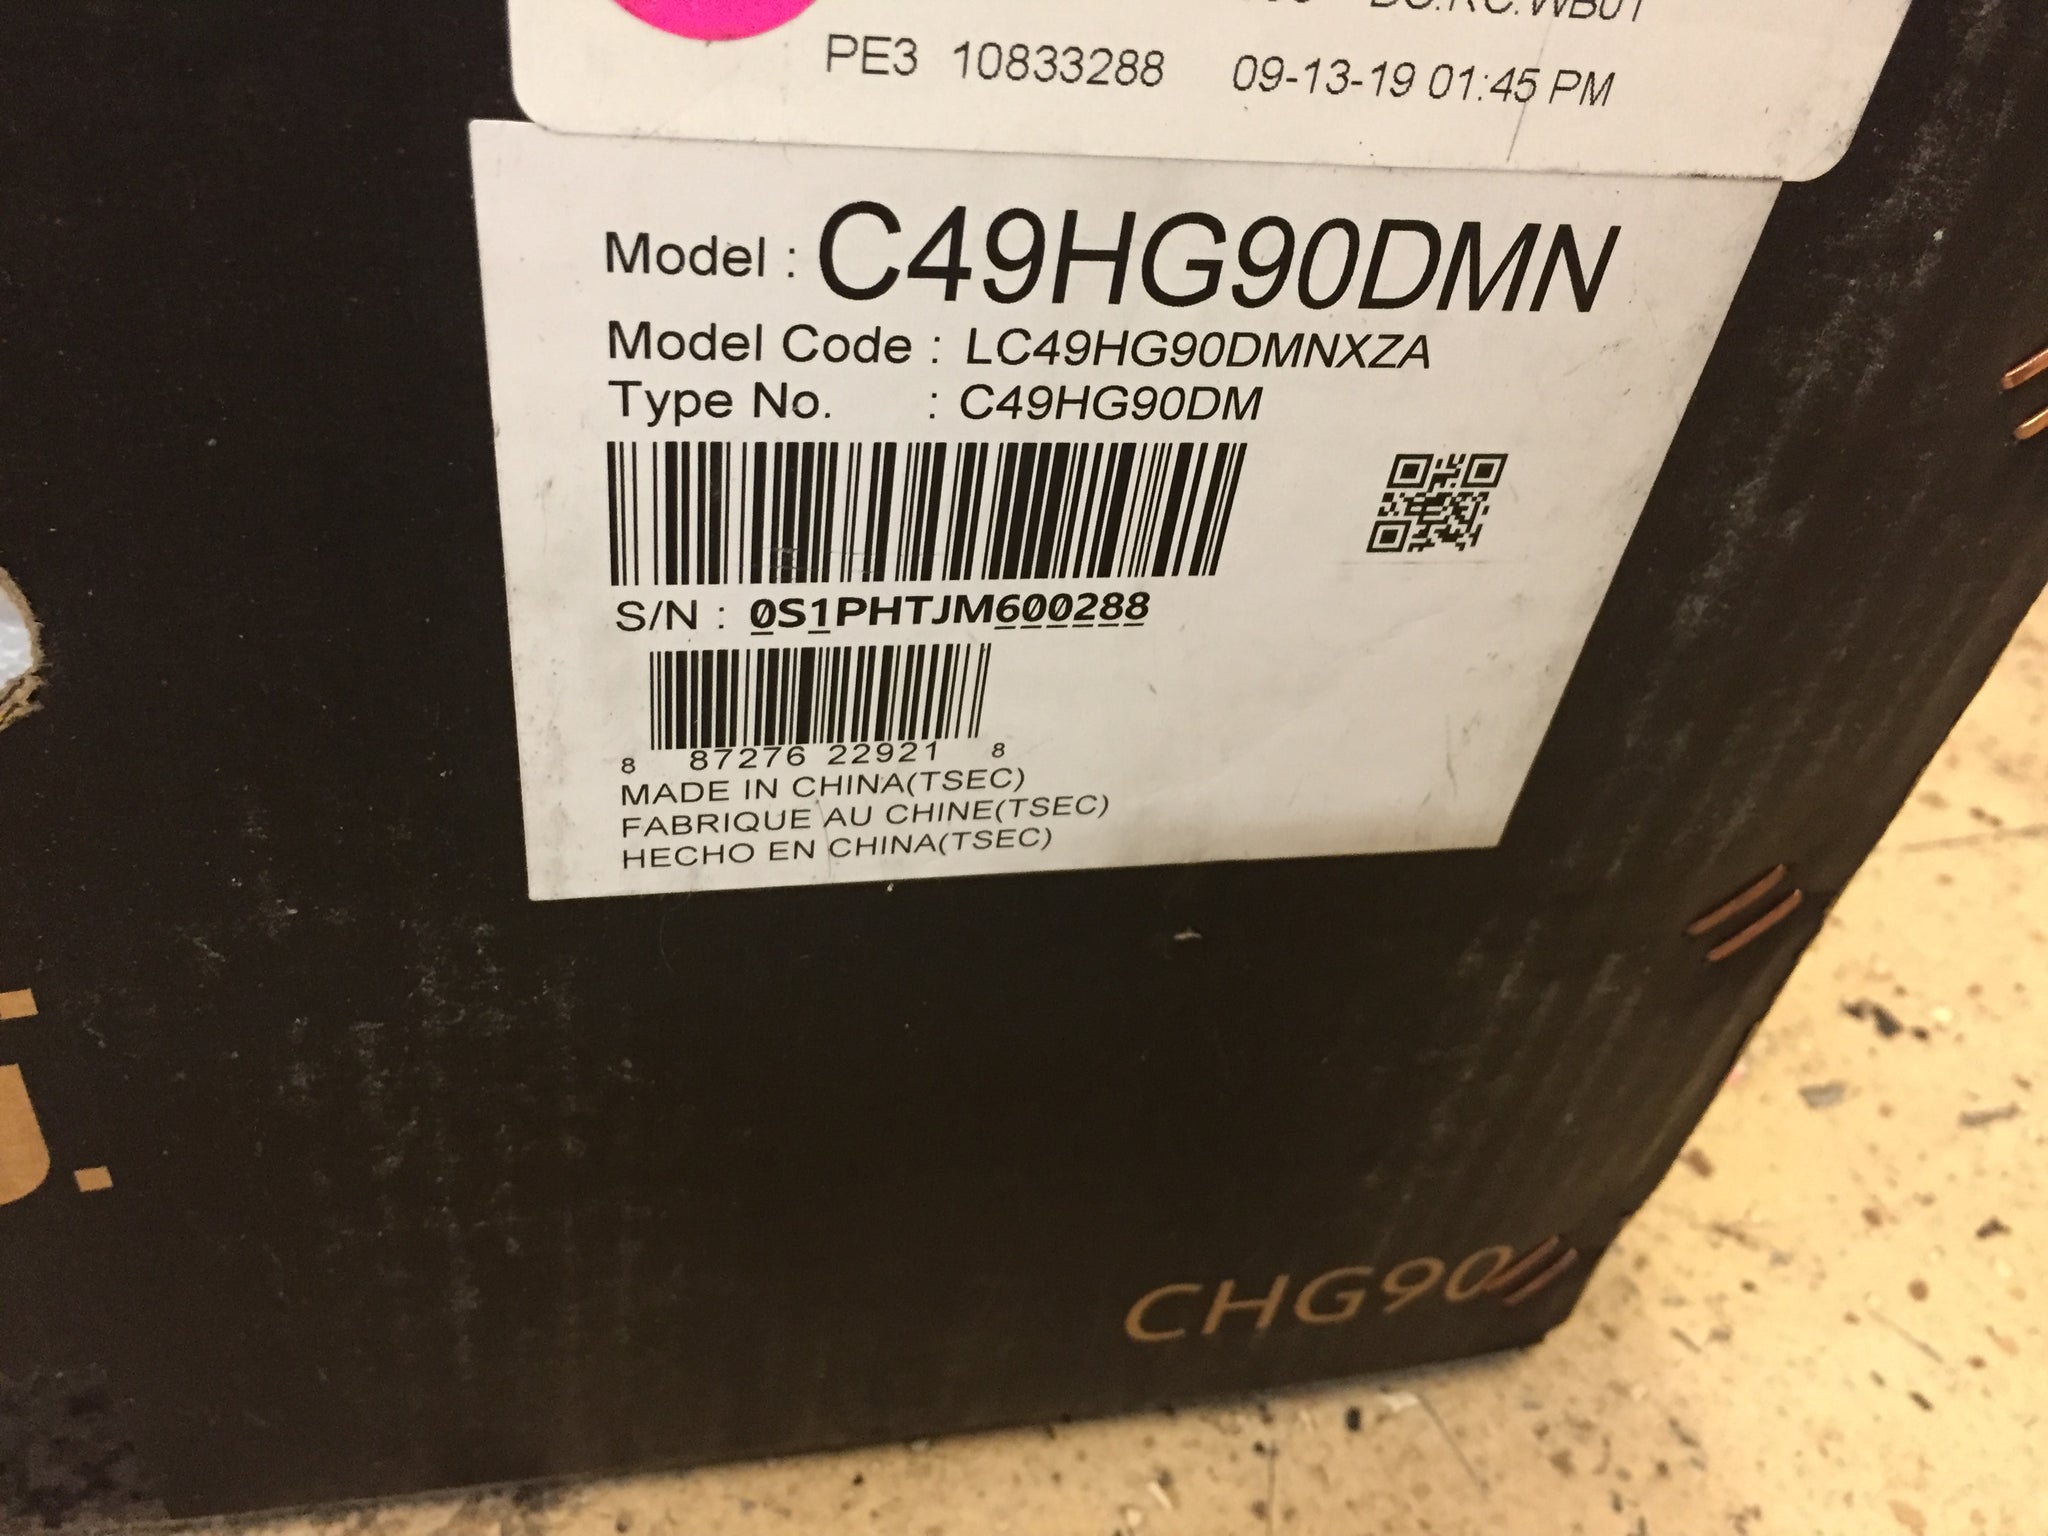 PE3 10833288 09-13-19 01:45 PM
Model : C49HG90DMN
Model Code : LC49HG90DMNXZA
Type No. : C49HG90DM
S/N : 0S1PHTJM600288
8 87276 22921 8
MADE IN CHINA(TSEC)
FABRIQUE AU CHINE(TSEC)
HECHO EN CHINA(TSEC)
CHG90